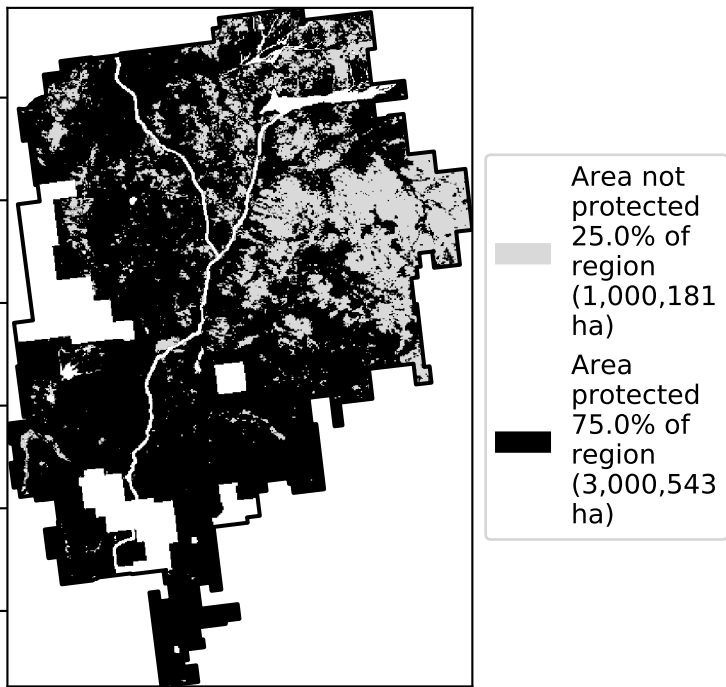 Area not
protected
25.0% of
region
(1,000,181
ha)
Area
protected
75.0% of
region
(3,000,543
ha)